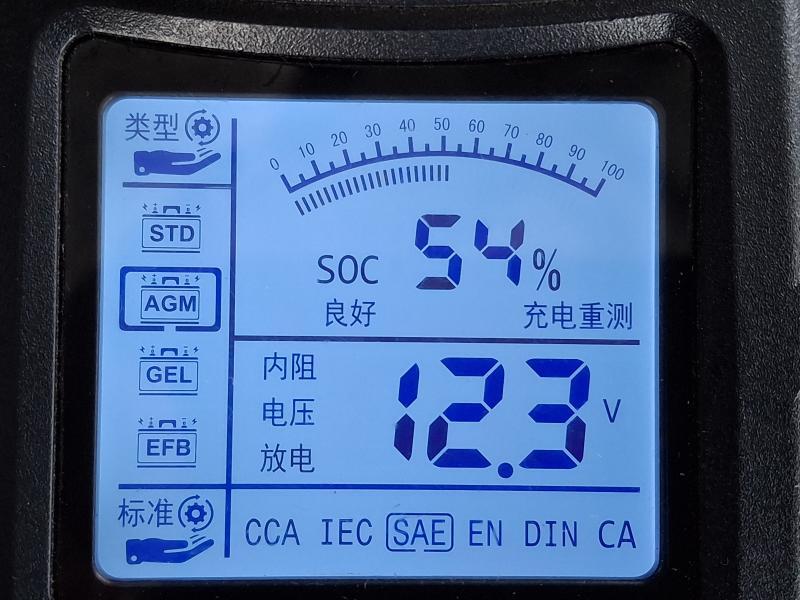 类型
STD
AGM
GEL
EFB
标准
0 10 20 30 40 50 60 70 80 90 100
SOC 54%
良好 充电重测
内阻
电压
放电
12.3 V
CCA IEC SAE EN DIN CA